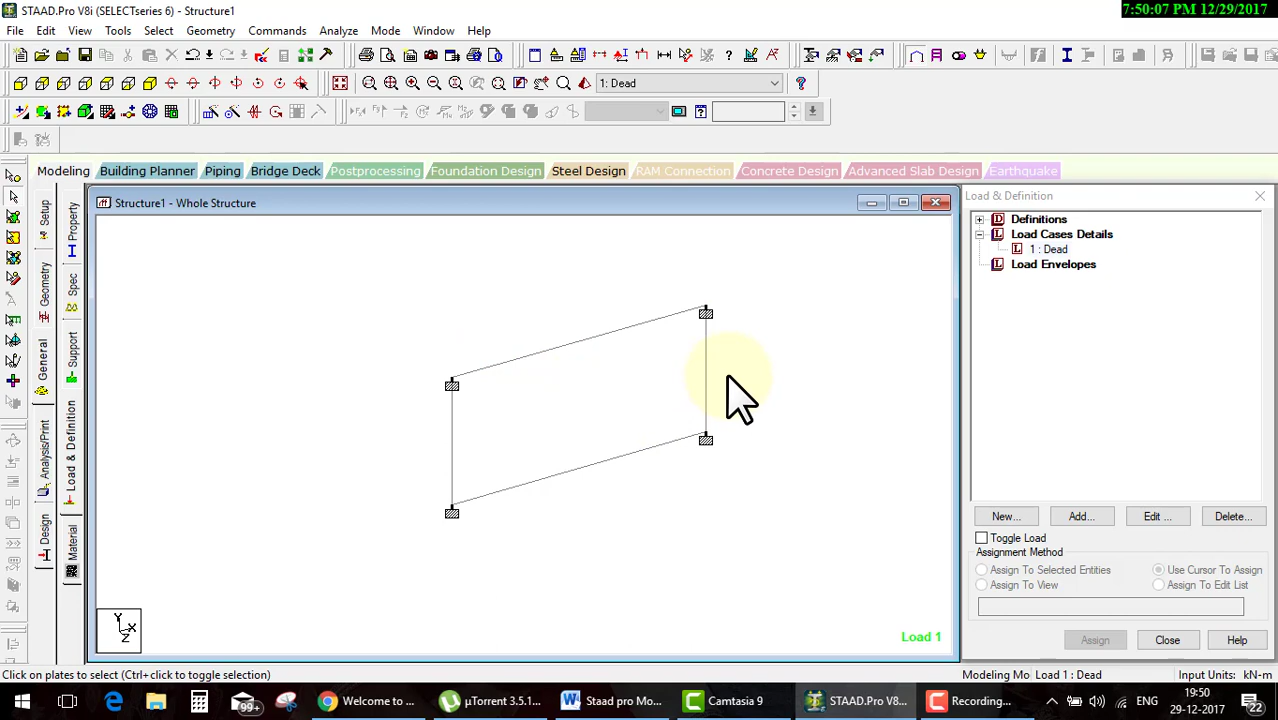 STAAD.Pro V8i (SELECTseries 6) - Structure1
7:50:07 PM 12/29/2017
File Edit View Tools Select Geometry Commands Analyze Mode Window Help
1: Dead
Modeling Building Planner Piping Bridge Deck Postprocessing Foundation Design Steel Design RAM Connection Concrete Design Advanced Slab Design Earthquake
Setup
Geometry
General
Analysis/Print
Design
Property
Spec
Support
Load & Definition
Material
Structure1 - Whole Structure
Y
X
Z
Load 1
Load & Definition
Definitions
Load Cases Details
1 : Dead
Load Envelopes
New... Add... Edit ... Delete...
Toggle Load
Assignment Method
Assign To Selected Entities Use Cursor To Assign
Assign To View Assign To Edit List
Assign Close Help
Click on plates to select (Ctrl+click to toggle selection)
Modeling Mo Load 1 : Dead Input Units: kN-m
99+ Welcome to ... µTorrent 3.5.1... Staad pro Mo... Camtasia 9 STAAD.Pro V8... Recording... ENG 19:50
29-12-2017 22